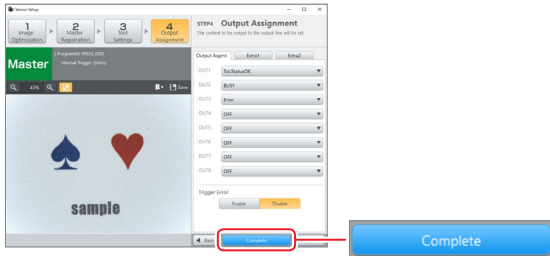 Sensor Setup
1 Image Optimization
2 Master Registration
3 Tool Settings
4 Output Assignment
STEP4 Output Assignment
The content to be output to the output line will be set.
Master
[ Program00: PROG_000]
Internal Trigger (50ms)
43%
Save
sample
Output Asgmt. Extra1 Extra2
OUT1 Tot.StatusOK
OUT2 BUSY
OUT3 Error
OUT4 OFF
OUT5 OFF
OUT6 OFF
OUT7 OFF
OUT8 OFF
Trigger Error
Enable Disable
Back Complete
Complete